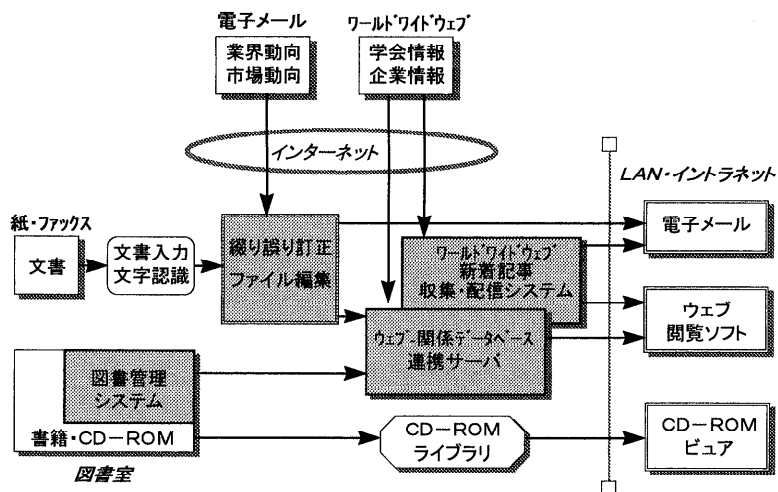 電子メール
業界動向
市場動向
ワールドワイドウェブ
学会情報
企業情報
インターネット
LAN・イントラネット
紙・ファックス
文書
文書入力
文字認識
綴り誤り訂正
ファイル編集
ワールドワイドウェブ
新着記事
収集・配信システム
ウェブ-関係データベース
連携サーバ
電子メール
ウェブ
閲覧ソフト
図書管理
システム
書籍・CD-ROM
図書室
CD-ROM
ライブラリ
CD-ROM
ビュア